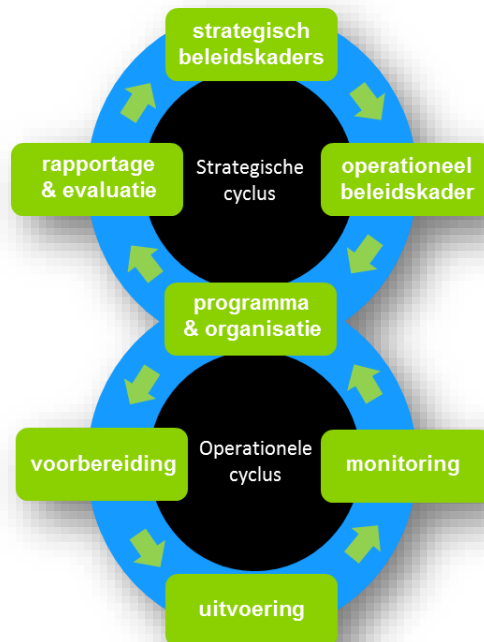 strategisch
beleidskaders
rapportage
& evaluatie
Strategische
cyclus
operationeel
beleidskader
programma
& organisatie
voorbereiding
Operationele
cyclus
monitoring
uitvoering